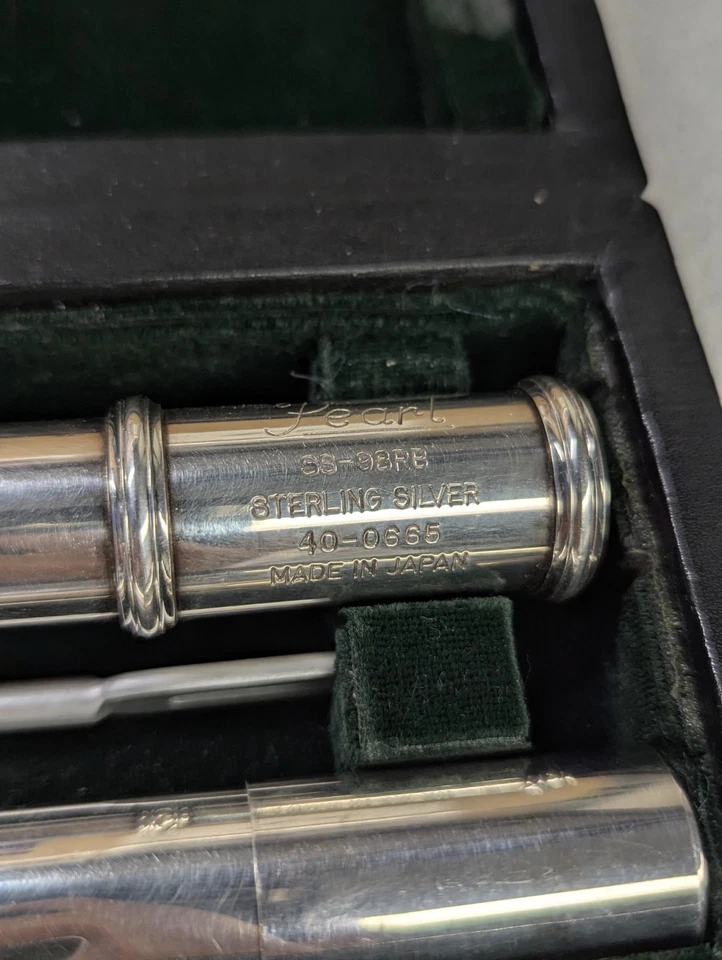 Pearl
SS-98RB
STERLING SILVER
40-0665
MADE IN JAPAN